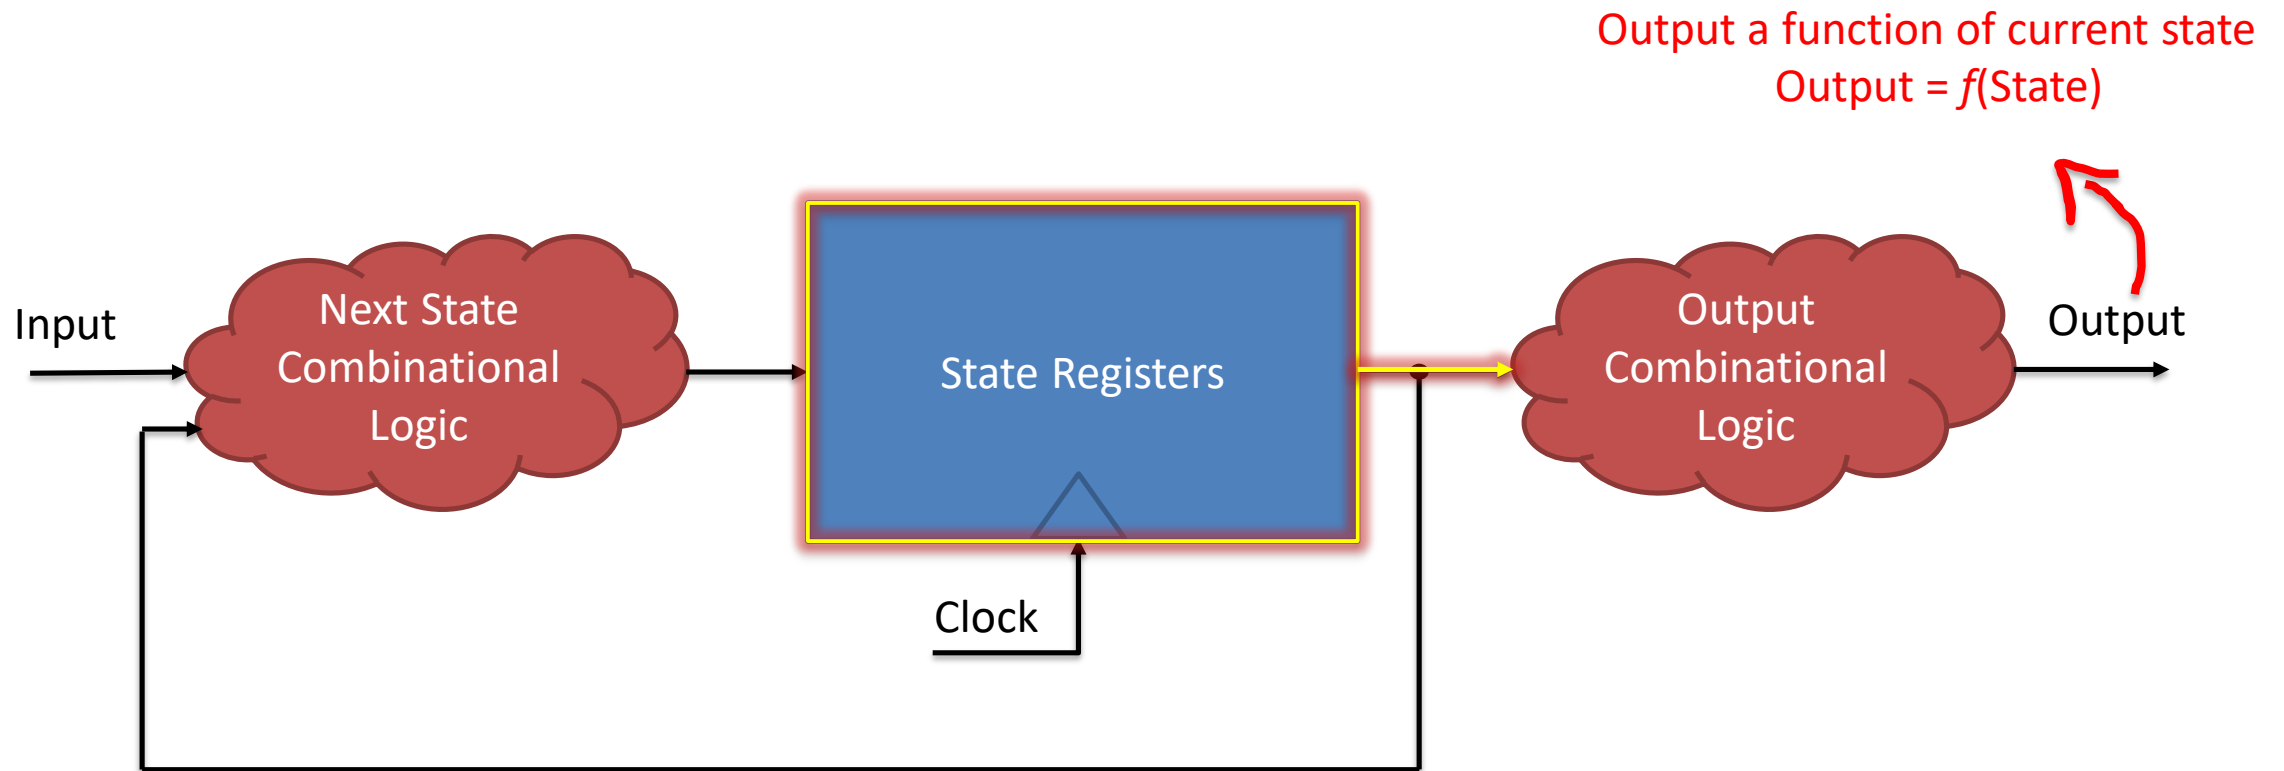 Output a function of current state
Output = f(State)
Input
Next State
Combinational
Logic
State Registers
Clock
Output
Combinational
Logic
Output